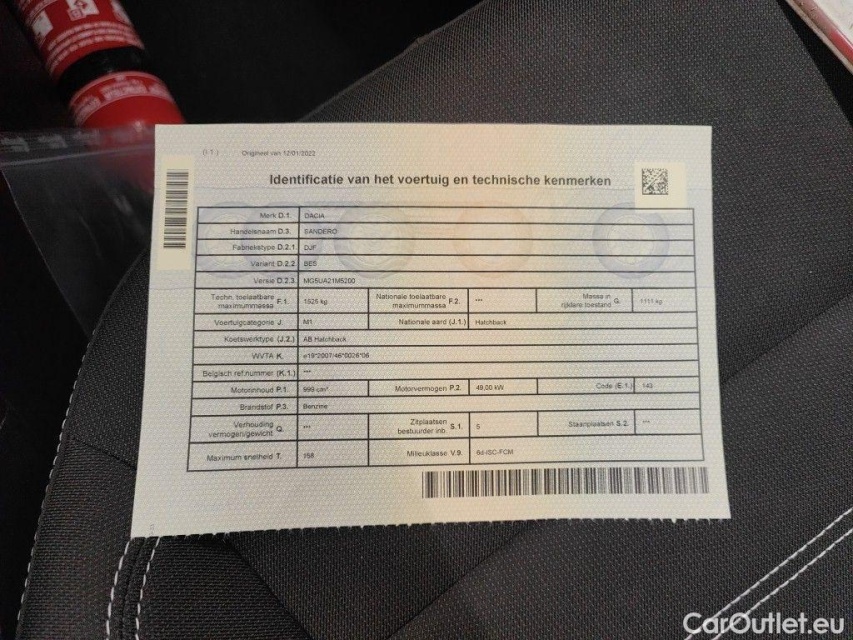 (I.T.) Origineel van 12/01/2022
Identificatie van het voertuig en technische kenmerken
Merk D.1. DACIA
Handelsnaam D.3. SANDERO
Fabriekstype D.2.1 DJF
Variant D.2.2 BE5
Versie D.2.3. MG5UA21M5200
Techn. toelaatbare maximummassa F.1. 1525 kg Nationale toelaatbare maximummassa F.2. *** Massa in rijdare toestand G. 1111 kg
Voertuigcategorie J. M1 Nationale aard (J.1.) Hatchback
Koetswerktype (J.2.) AB Hatchback
WVTA K. e19*2007/46*0026*06
Belgisch ref.nummer (K.1.) ***
Motorinhoud P.1. 999 cm³ Motorvermogen P.2. 49,00 kW Code (E.1.) 143
Brandstof P.3. Benzine
Verhouding vermogen/gewicht Q. *** Zitplaatsen bestuurder inb. S.1. 5 Staanplaatsen S.2. ***
Maximum snelheid T. 158 Milieuklasse V.9. 6d-ISC-FCM
CarOutlet.eu